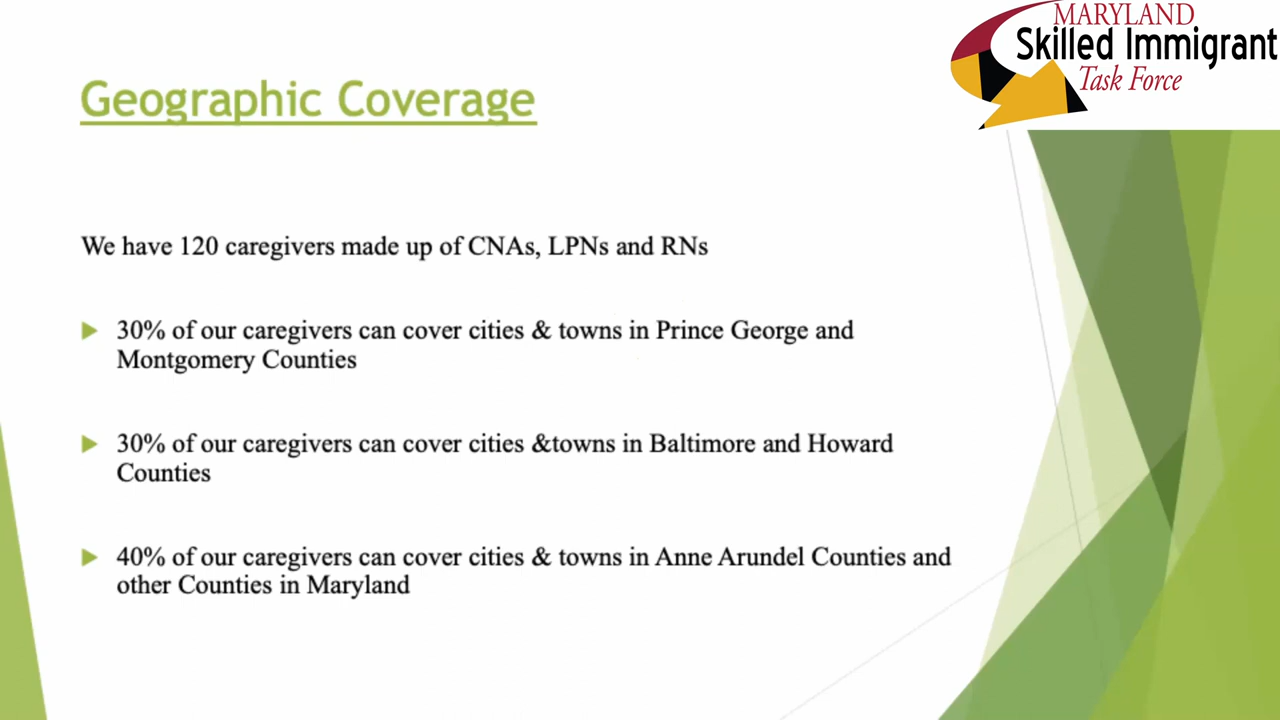 MARYLAND
Skilled Immigrant
Task Force
Geographic Coverage
We have 120 caregivers made up of CNAs, LPNs and RNs
30% of our caregivers can cover cities & towns in Prince George and
Montgomery Counties
30% of our caregivers can cover cities &towns in Baltimore and Howard
Counties
40% of our caregivers can cover cities & towns in Anne Arundel Counties and
other Counties in Maryland